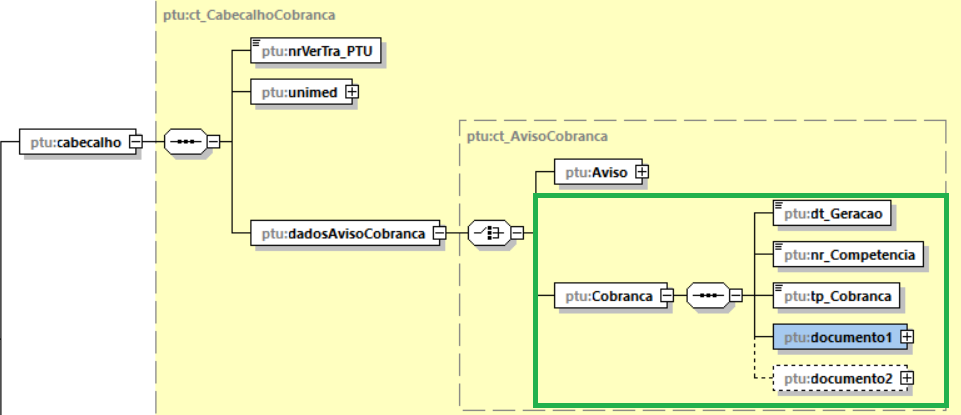 ptu:ct_CabecalhoCobranca
ptu:nrVerTra_PTU
ptu:unimed
ptu:cabecalho
ptu:ct_AvisoCobranca
ptu:Aviso
ptu:dadosAvisoCobranca
ptu:dt_Geracao
ptu:nr_Competencia
ptu:Cobranca
ptu:tp_Cobranca
ptu:documento1
ptu:documento2